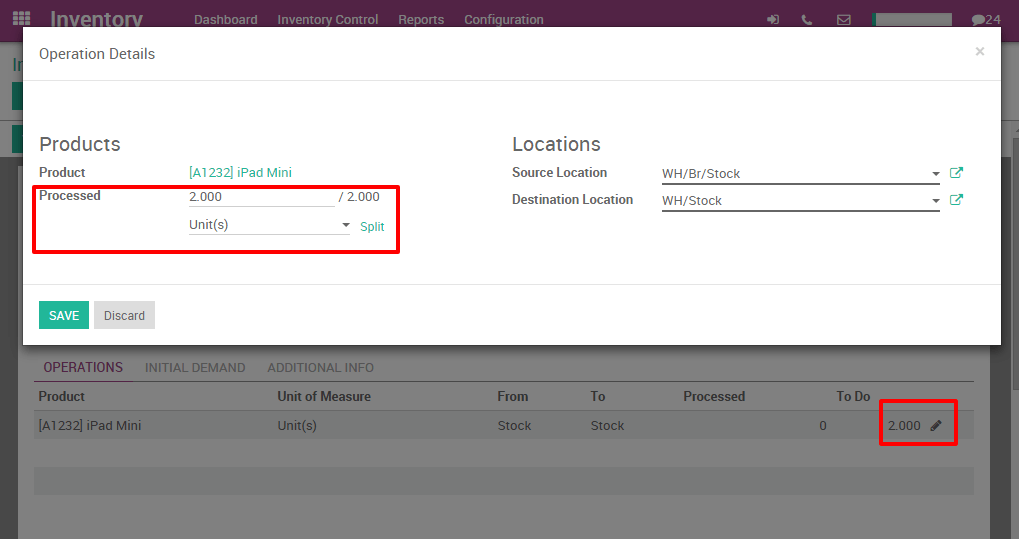 Inventory Dashboard Inventory Control Reports Configuration 24
Operation Details ×
Products Locations
Product [A1232] iPad Mini Source Location WH/Br/Stock
Processed 2.000 / 2.000 Destination Location WH/Stock
Unit(s) Split
SAVE Discard
OPERATIONS INITIAL DEMAND ADDITIONAL INFO
Product Unit of Measure From To Processed To Do
[A1232] iPad Mini Unit(s) Stock Stock 0 2.000